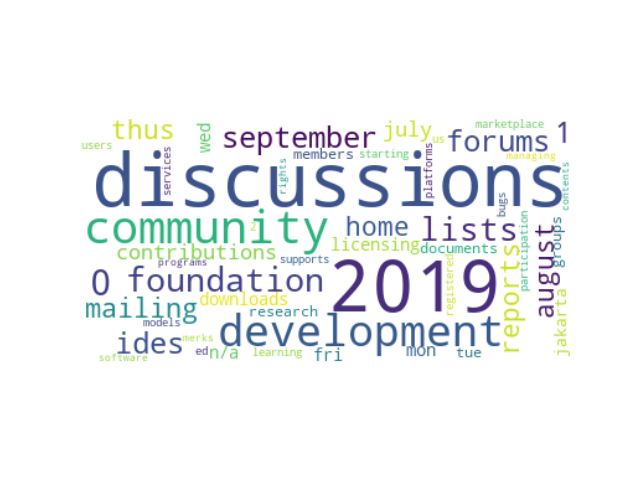 marketplace
thus
wed
september
july
us
forums
1
users
services
members
starting
platforms
managing
rights
discussions
contents
bugs
community
2
home
lists
participation
groups
august
contributions
licensing
documents
programs
supports
0
foundation
2019
registered
reports
jakarta
mailing
downloads
research
models
development
ides
merks
ed
n/a
learning
fri
mon
tue
software